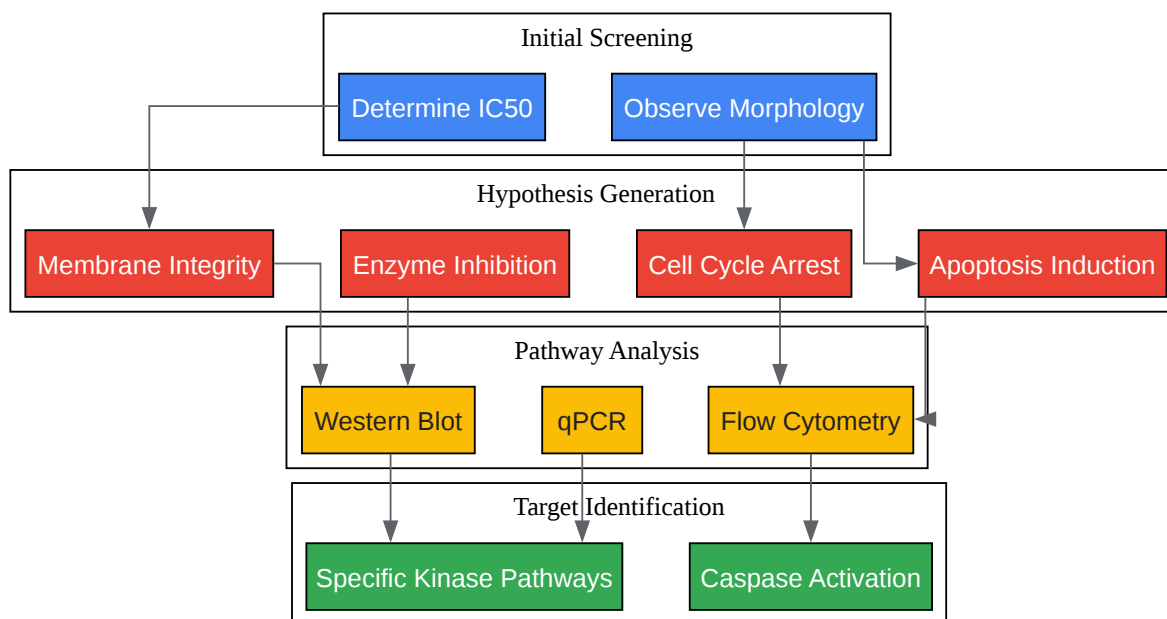 Initial Screening
Determine IC50
Observe Morphology
Hypothesis Generation
Membrane Integrity
Enzyme Inhibition
Cell Cycle Arrest
Apoptosis Induction
Pathway Analysis
Western Blot
qPCR
Flow Cytometry
Target Identification
Specific Kinase Pathways
Caspase Activation